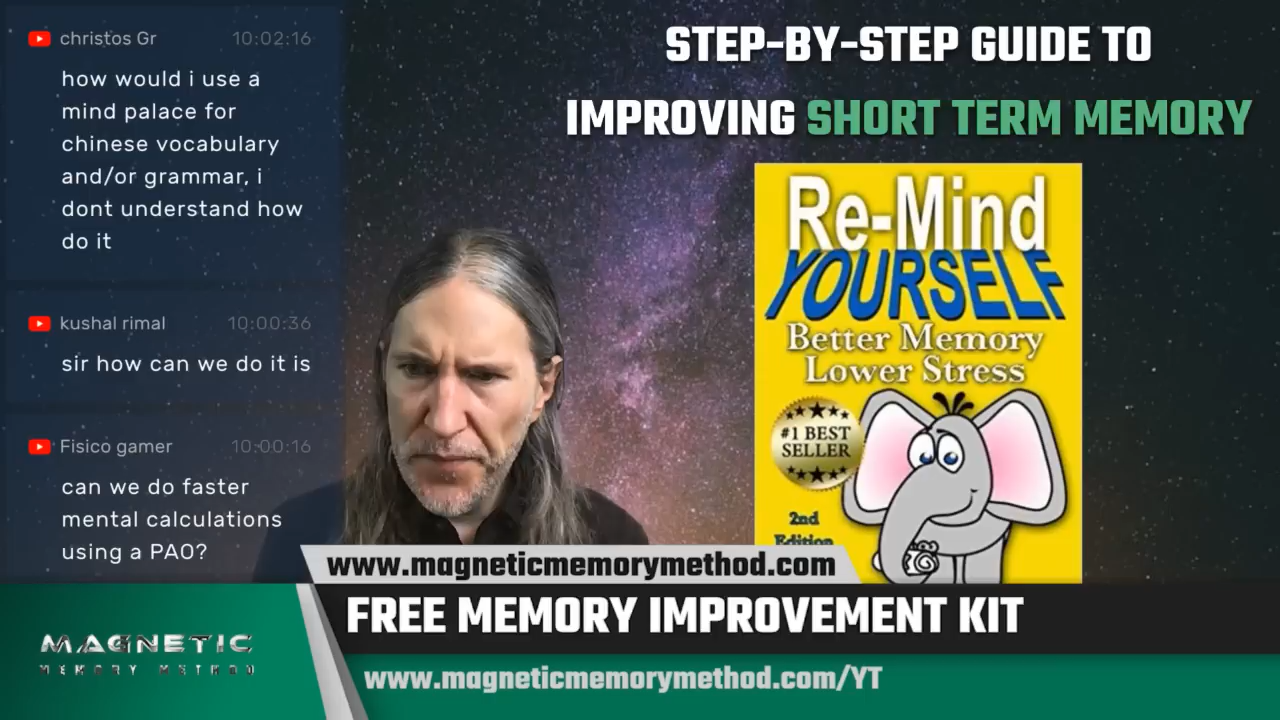 christos Gr 10:02:16
how would i use a
mind palace for
chinese vocabulary
and/or grammar, i
dont understand how
do it
kushal rimal 10:00:36
sir how can we do it is
Fisico gamer 10:00:16
can we do faster
mental calculations
using a PAO?
STEP-BY-STEP GUIDE TO
IMPROVING SHORT TERM MEMORY
Re-Mind
YOURSELF
Better Memory
Lower Stress
#1 BEST
SELLER
2nd
Edition
www.magneticmemorymethod.com
FREE MEMORY IMPROVEMENT KIT
www.magneticmemorymethod.com/YT
MAGNETIC
MEMORY METHOD